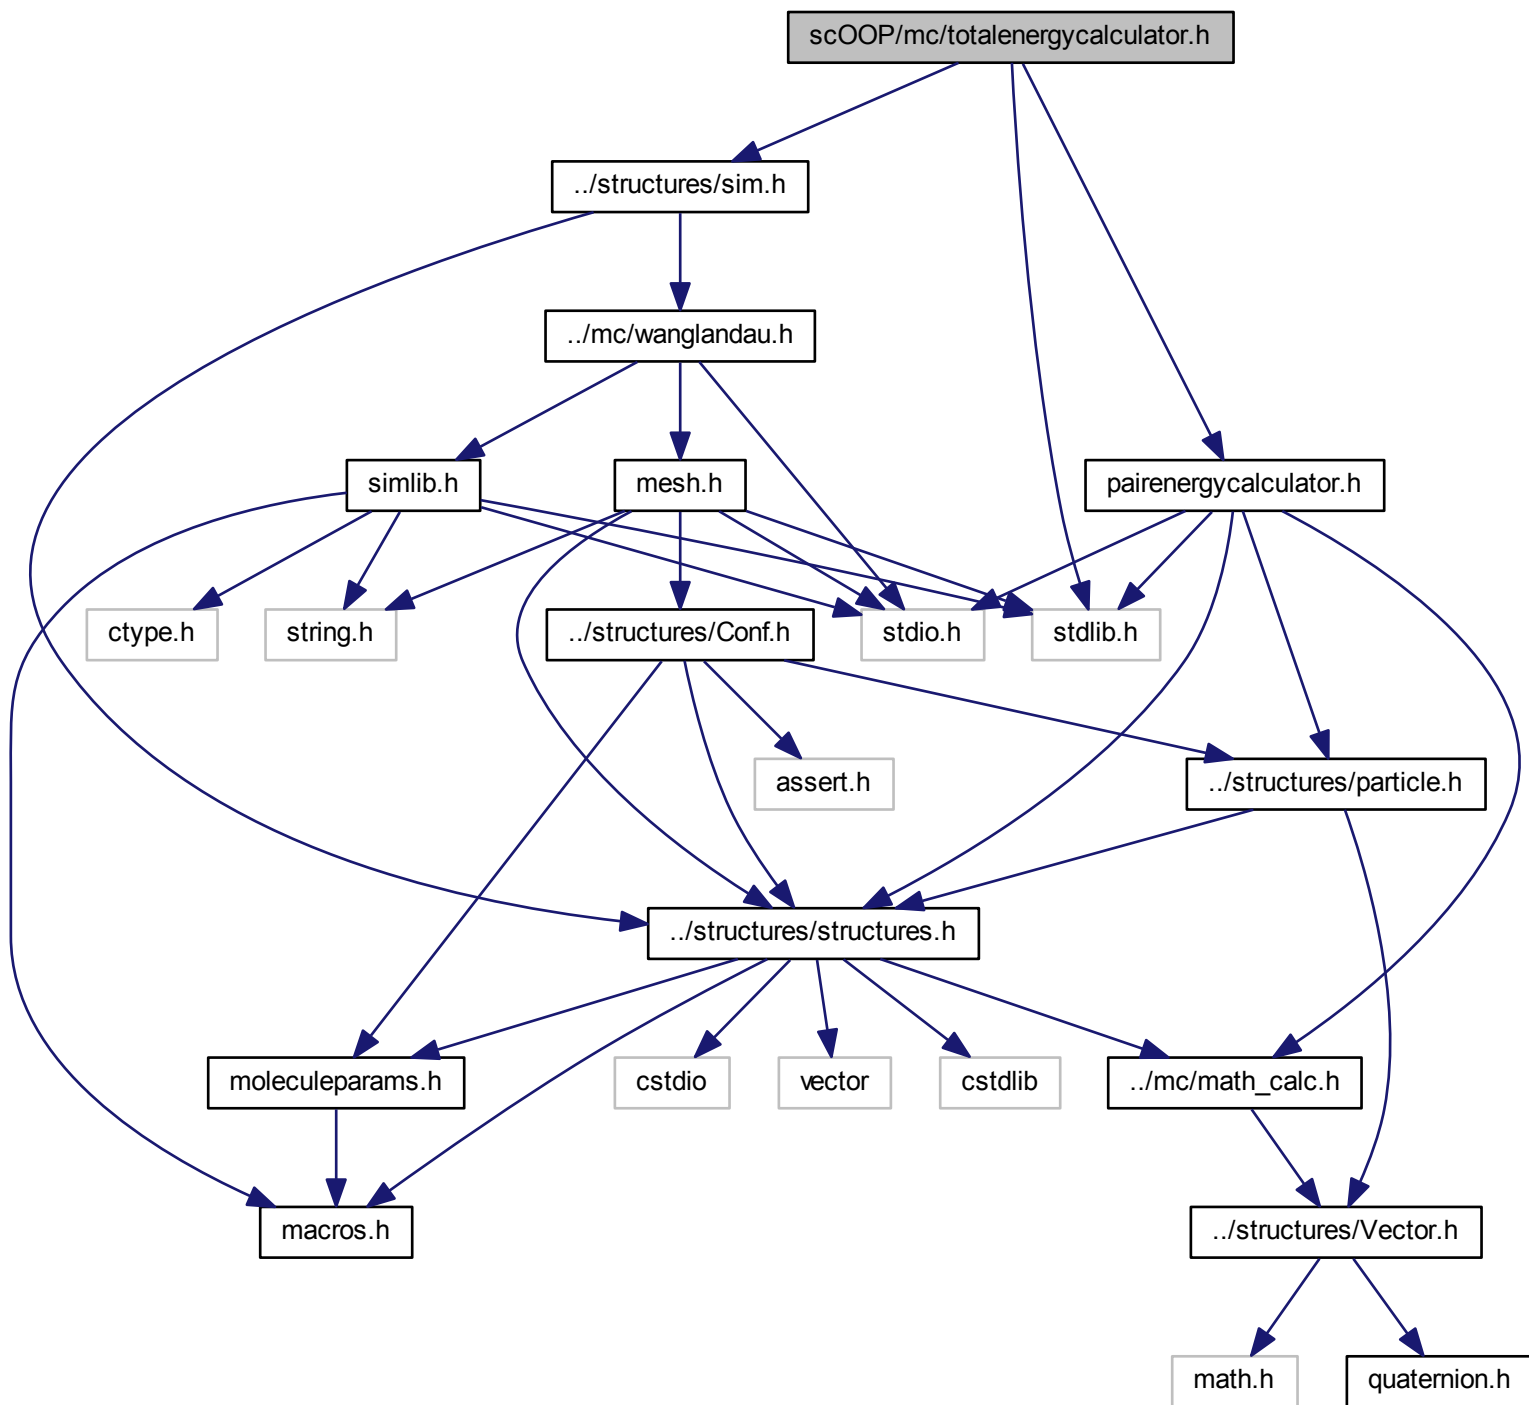 scOOP/mc/totalenergycalculator.h
../structures/sim.h
../mc/wanglandau.h
simlib.h
mesh.h
pairenergycalculator.h
ctype.h
string.h
../structures/Conf.h
stdio.h
stdlib.h
assert.h
../structures/particle.h
../structures/structures.h
moleculeparams.h
cstdio
vector
cstdlib
../mc/math_calc.h
macros.h
../structures/Vector.h
math.h
quaternion.h